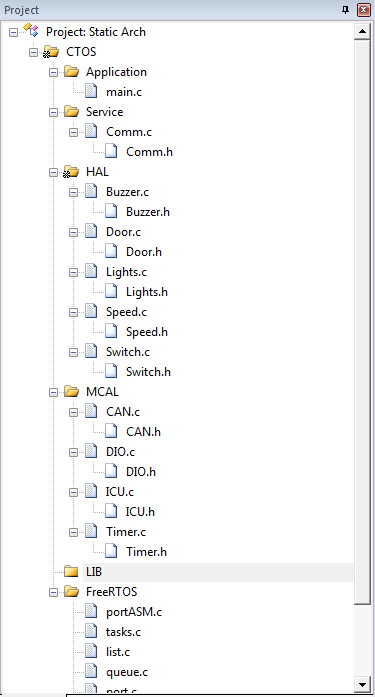 Project
Project: Static Arch
CTOS
Application
main.c
Service
Comm.c
Comm.h
HAL
Buzzer.c
Buzzer.h
Door.c
Door.h
Lights.c
Lights.h
Speed.c
Speed.h
Switch.c
Switch.h
MCAL
CAN.c
CAN.h
DIO.c
DIO.h
ICU.c
ICU.h
Timer.c
Timer.h
LIB
FreeRTOS
portASM.c
tasks.c
list.c
queue.c
port.c